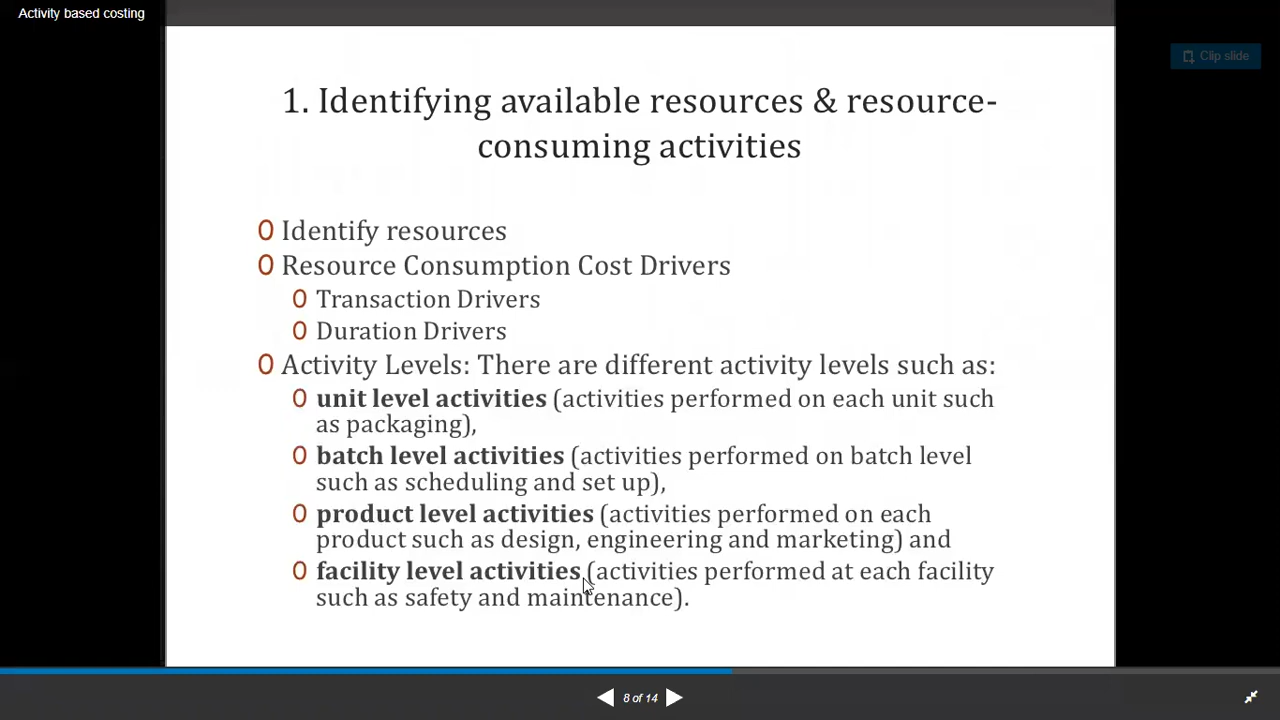 Activity based costing
Clip slide
1. Identifying available resources & resource-
consuming activities
O Identify resources
O Resource Consumption Cost Drivers
O Transaction Drivers
O Duration Drivers
O Activity Levels: There are different activity levels such as:
O unit level activities (activities performed on each unit such
as packaging),
O batch level activities (activities performed on batch level
such as scheduling and set up),
O product level activities (activities performed on each
product such as design, engineering and marketing) and
O facility level activities (activities performed at each facility
such as safety and maintenance).
8 of 14